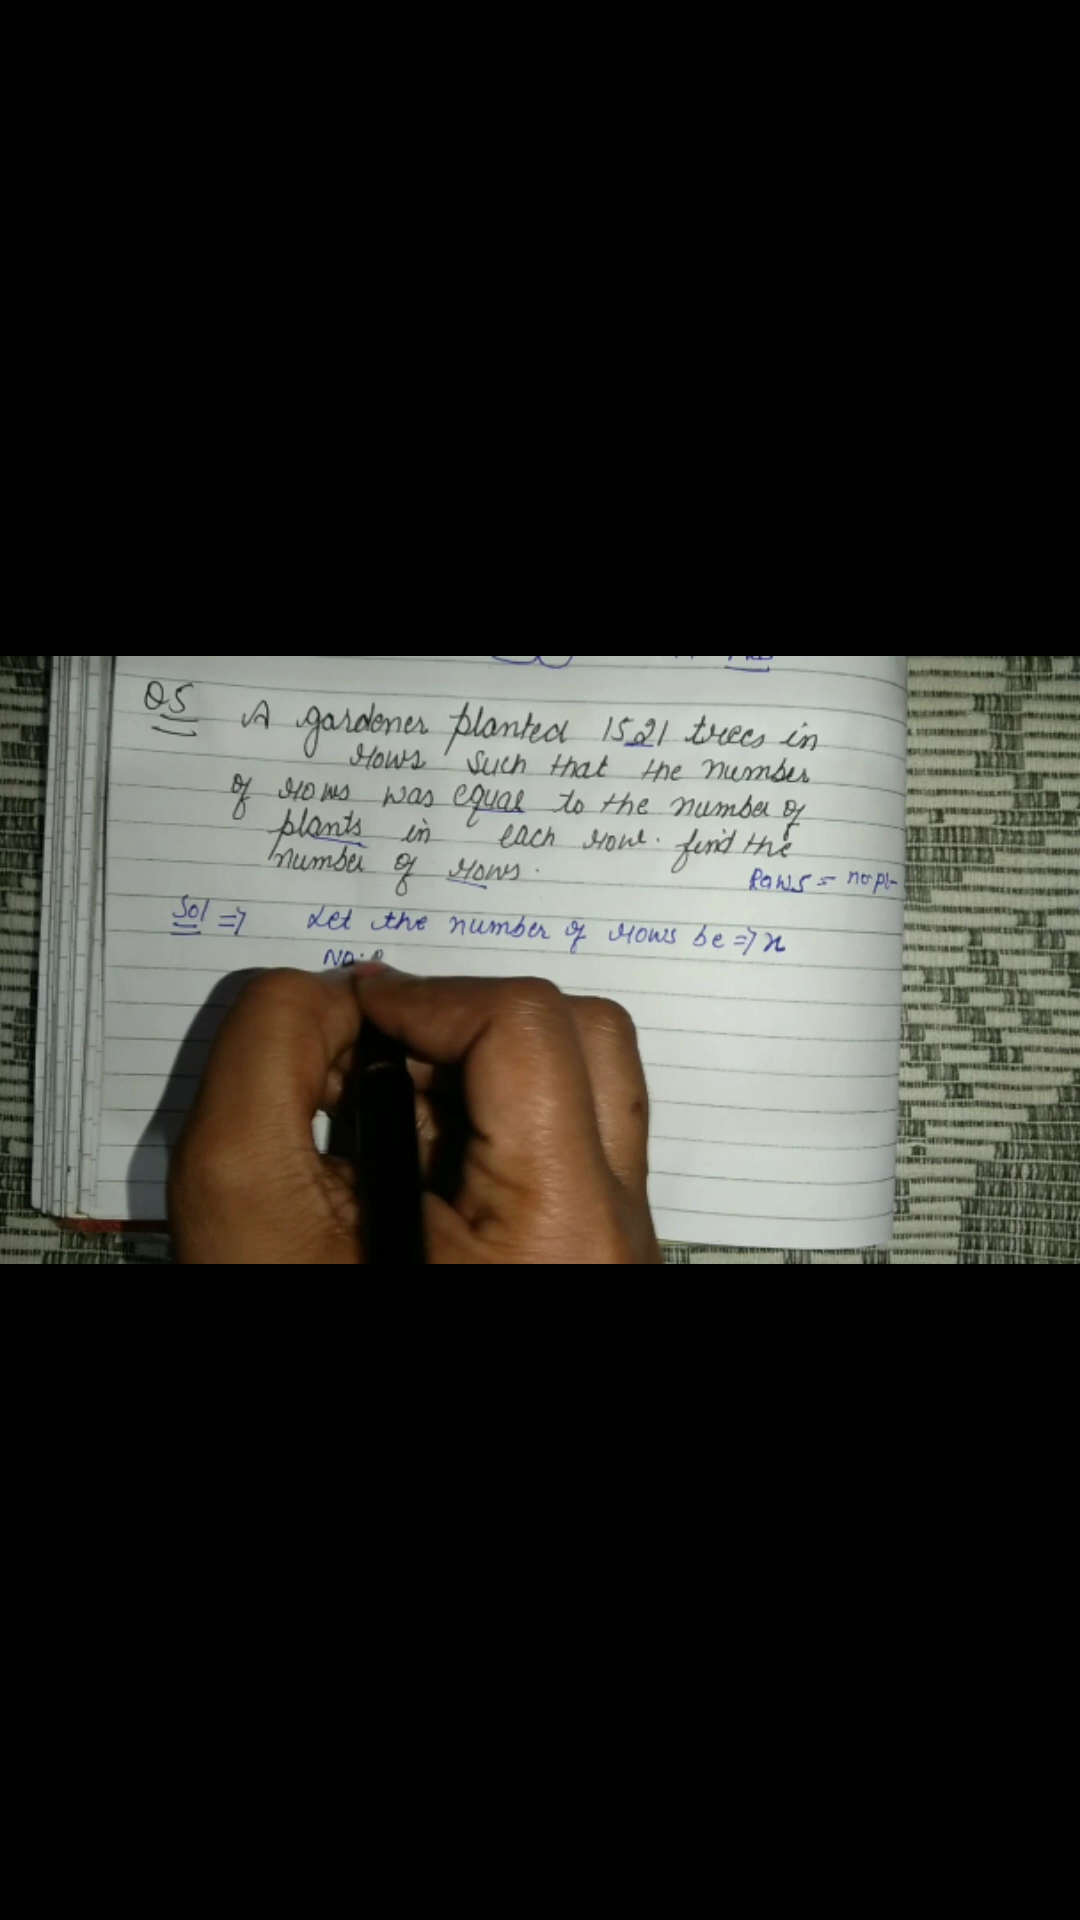 Q5 A gardener planted 1521 trees in
rows such that the number
of rows was equal to the number of
plants in each row. find the
number of rows.
Rows = no pl-
Sol => Let the number of rows be => x
No.